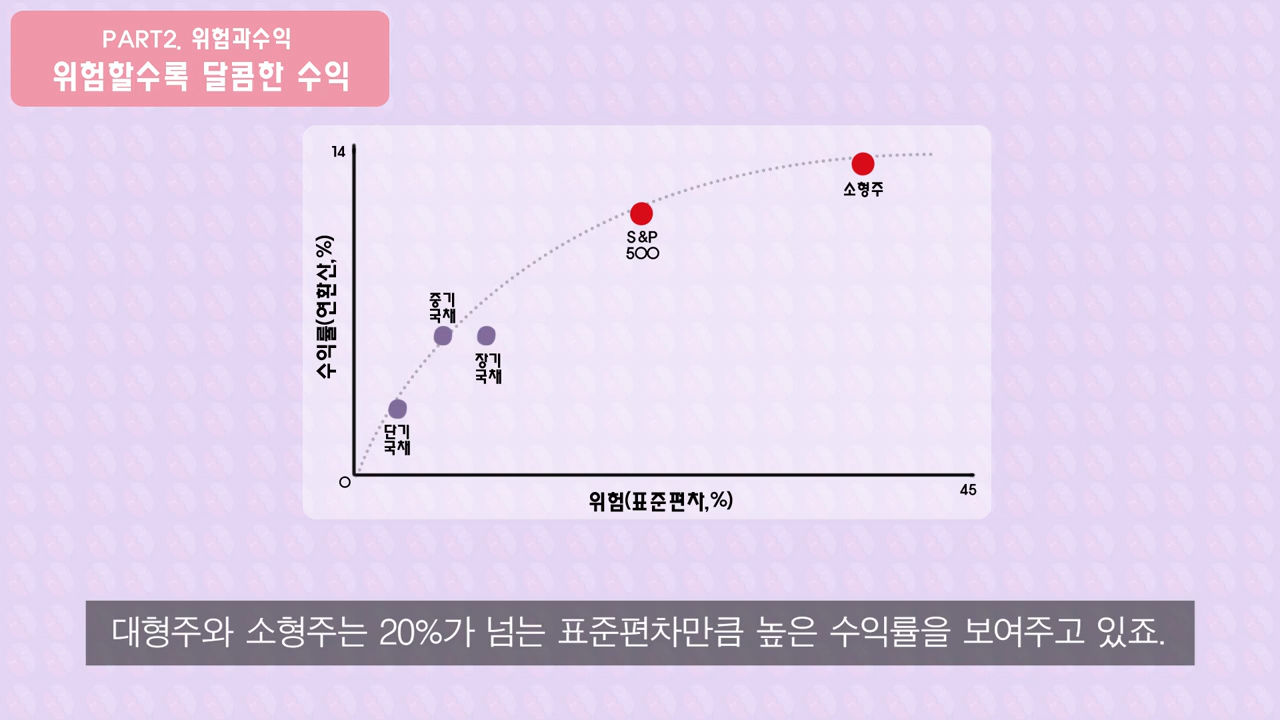 PART2. 위험과수익
위험할수록 달콤한 수익
14
수익률(연환산,%)
소형주
S&P
500
중기
국채
장기
국채
단기
국채
0
45
위험(표준편차,%)
대형주와 소형주는 20%가 넘는 표준편차만큼 높은 수익률을 보여주고 있죠.